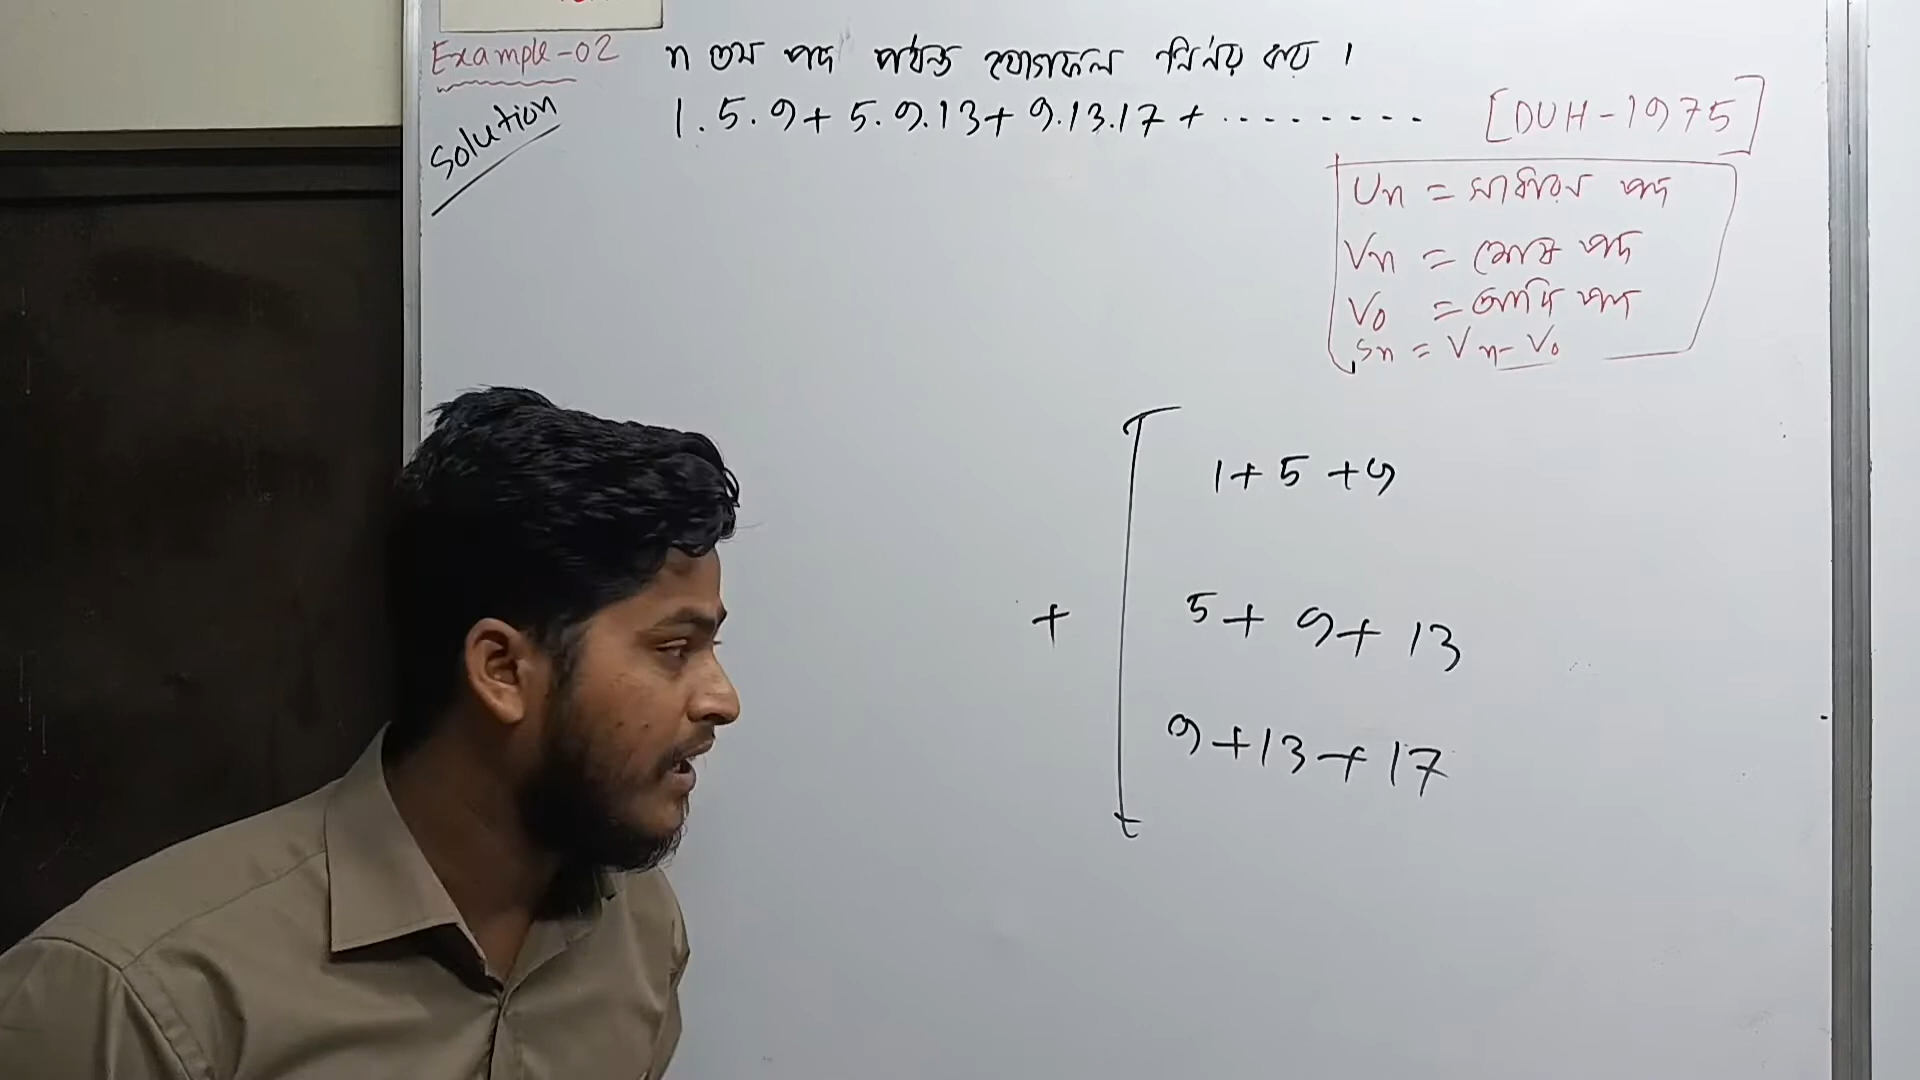 Example-02 n তম পদ পর্যন্ত যোগফল নির্ণয় কর ।
Solution
1.5.9+ 5.9.13+ 9.13.17 + ........ [DUH-1975]
Un = সাধারন পদ
Vn = শেষ পদ
V0 = আদি পদ
Sn = Vn - V0
1+ 5 +9
+ 5+ 9+ 13
9+13+17